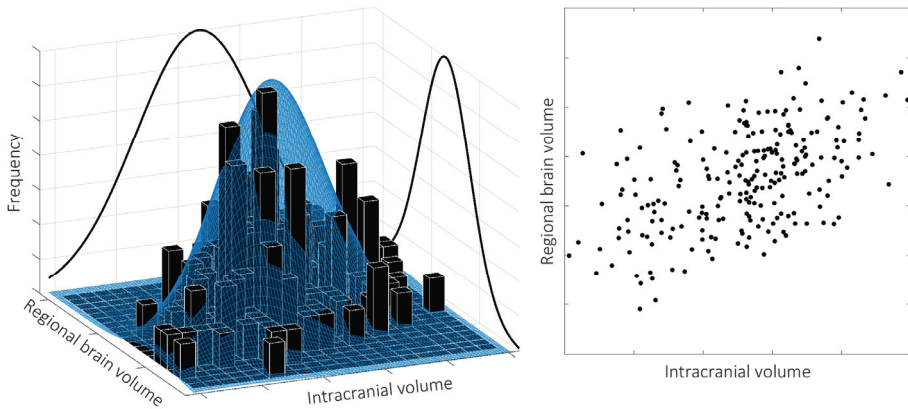 Frequency
Regional brain volume
Intracranial volume
Regional brain volume
Intracranial volume